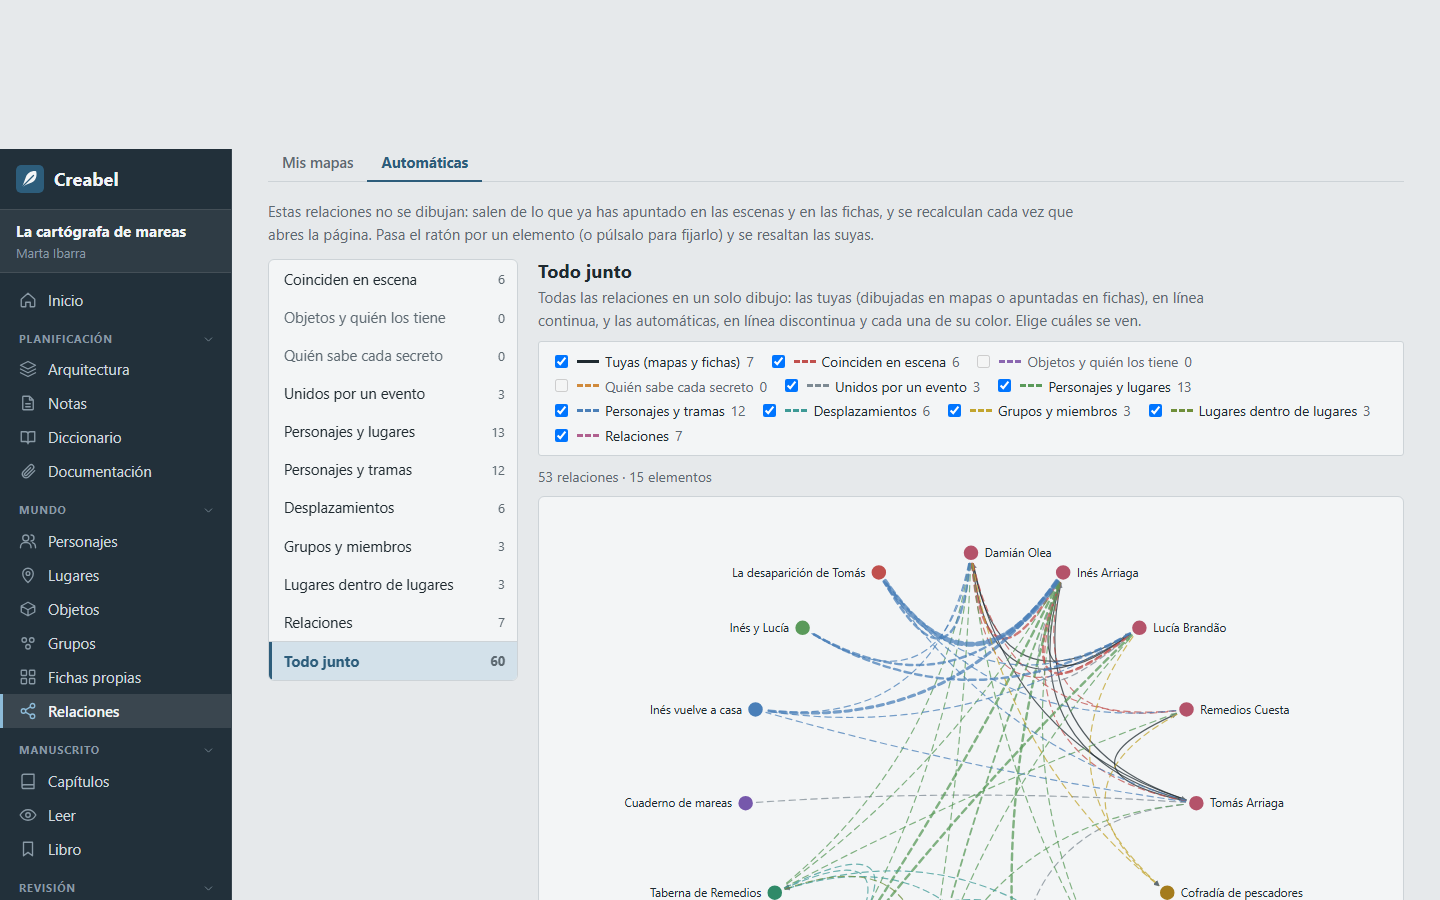 Creabel
La cartógrafa de mareas
Marta Ibarra
Inicio
PLANIFICACIÓN
Arquitectura
Notas
Diccionario
Documentación
MUNDO
Personajes
Lugares
Objetos
Grupos
Fichas propias
Relaciones
MANUSCRITO
Capítulos
Leer
Libro
REVISIÓN
Mis mapas
Automáticas
Estas relaciones no se dibujan: salen de lo que ya has apuntado en las escenas y en las fichas, y se recalculan cada vez que
abres la página. Pasa el ratón por un elemento (o púlsalo para fijarlo) y se resaltan las suyas.
Coinciden en escena 6
Objetos y quién los tiene 0
Quién sabe cada secreto 0
Unidos por un evento 3
Personajes y lugares 13
Personajes y tramas 12
Desplazamientos 6
Grupos y miembros 3
Lugares dentro de lugares 3
Relaciones 7
Todo junto 60
Todo junto
Todas las relaciones en un solo dibujo: las tuyas (dibujadas en mapas o apuntadas en fichas), en línea
continua, y las automáticas, en línea discontinua y cada una de su color. Elige cuáles se ven.
Tuyas (mapas y fichas) 7 Coinciden en escena 6 Objetos y quién los tiene 0
Quién sabe cada secreto 0 Unidos por un evento 3 Personajes y lugares 13
Personajes y tramas 12 Desplazamientos 6 Grupos y miembros 3 Lugares dentro de lugares 3
Relaciones 7
53 relaciones · 15 elementos
Damián Olea
La desaparición de Tomás
Inés Arriaga
Inés y Lucía
Lucía Brandão
Inés vuelve a casa
Remedios Cuesta
Cuaderno de mareas
Tomás Arriaga
Taberna de Remedios
Cofradía de pescadores